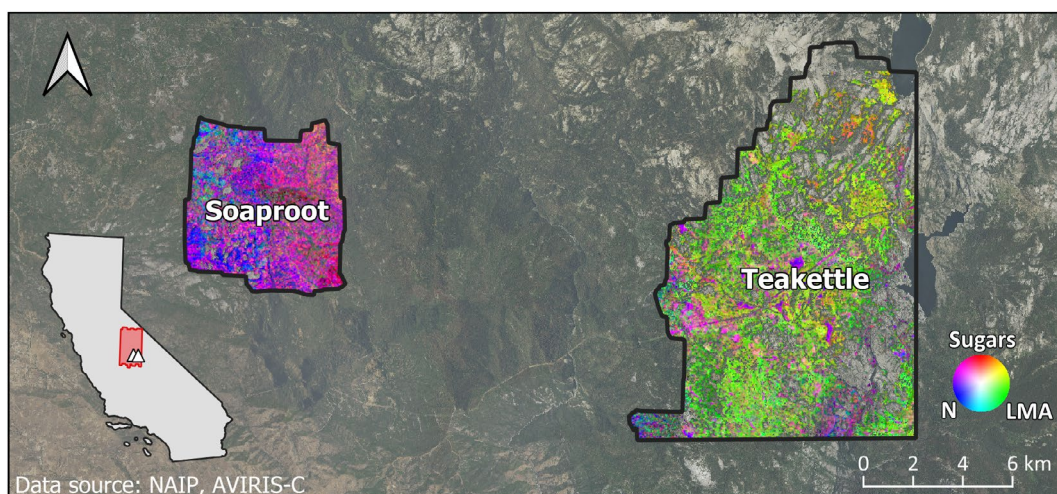 Soaproot
Teakettle
Sugars
N LMA
0 2 4 6 km
Data source: NAIP, AVIRIS-C